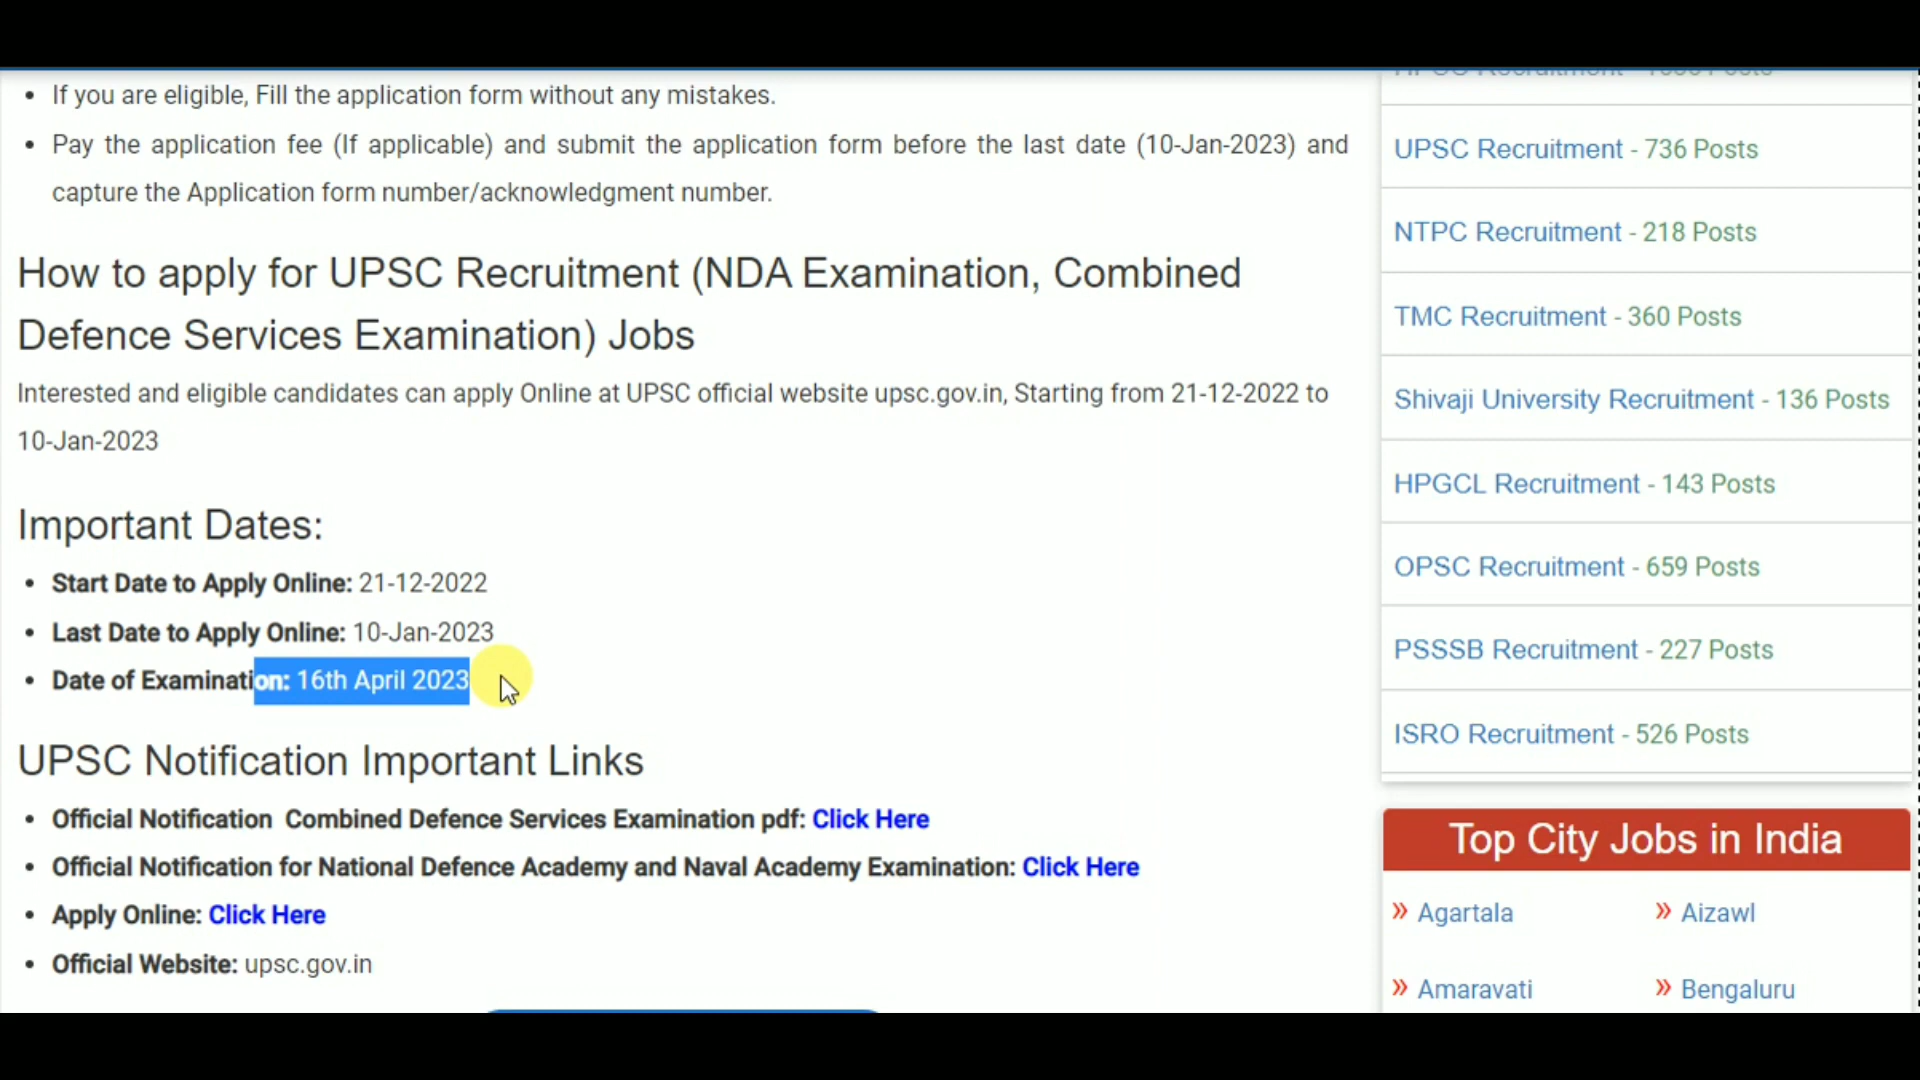 • If you are eligible, Fill the application form without any mistakes.
• Pay the application fee (If applicable) and submit the application form before the last date (10-Jan-2023) and
capture the Application form number/acknowledgment number.
How to apply for UPSC Recruitment (NDA Examination, Combined
Defence Services Examination) Jobs
Interested and eligible candidates can apply Online at UPSC official website upsc.gov.in, Starting from 21-12-2022 to
10-Jan-2023
Important Dates:
• Start Date to Apply Online: 21-12-2022
• Last Date to Apply Online: 10-Jan-2023
• Date of Examination: 16th April 2023
UPSC Notification Important Links
• Official Notification Combined Defence Services Examination pdf: Click Here
• Official Notification for National Defence Academy and Naval Academy Examination: Click Here
• Apply Online: Click Here
• Official Website: upsc.gov.in
UPSC Recruitment - 736 Posts
NTPC Recruitment - 218 Posts
TMC Recruitment - 360 Posts
Shivaji University Recruitment - 136 Posts
HPGCL Recruitment - 143 Posts
OPSC Recruitment - 659 Posts
PSSSB Recruitment - 227 Posts
ISRO Recruitment - 526 Posts
Top City Jobs in India
» Agartala » Aizawl
» Amaravati » Bengaluru